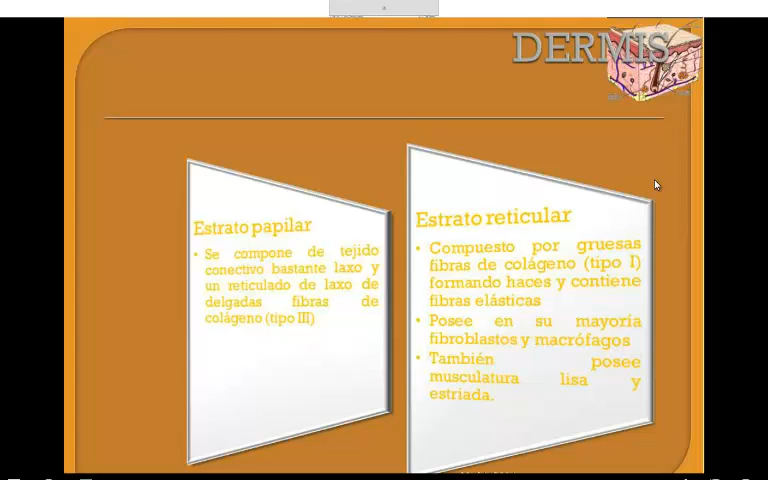 DERMIS
Estrato papilar
• Se compone de tejido
conectivo bastante laxo y
un reticulado de laxo de
delgadas fibras de
colágeno (tipo III)
Estrato reticular
• Compuesto por gruesas
fibras de colágeno (tipo I)
formando haces y contiene
fibras elásticas
• Posee en su mayoría
fibroblastos y macrófagos
• También posee
musculatura lisa y
estriada.